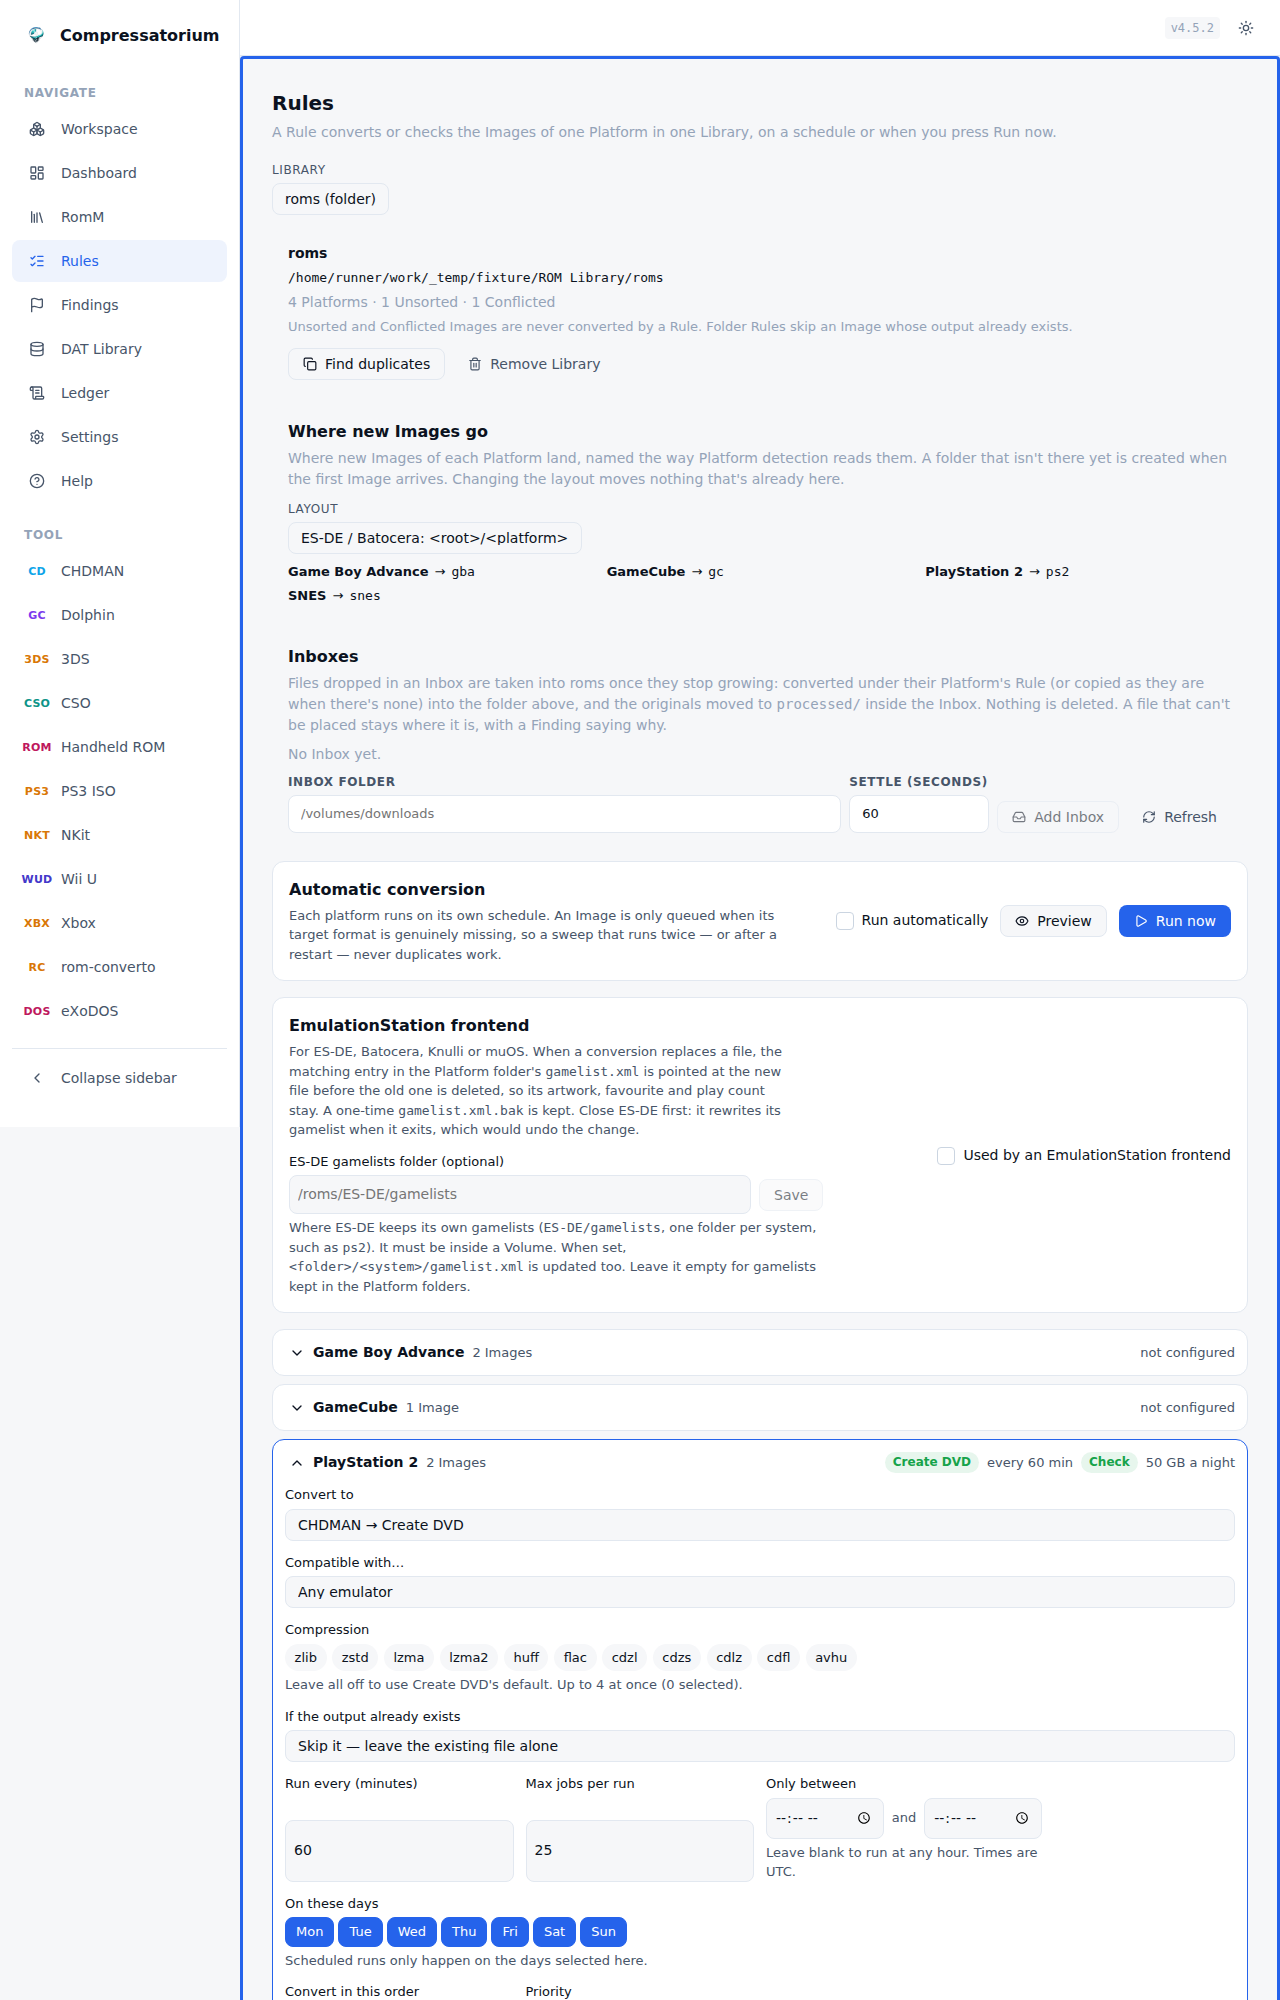 Compressatorium
v4.5.2
NAVIGATE
Workspace
Dashboard
RomM
Rules
Findings
DAT Library
Ledger
Settings
Help
TOOL
CD CHDMAN
GC Dolphin
3DS 3DS
CSO CSO
ROM Handheld ROM
PS3 PS3 ISO
NKT NKit
WUD Wii U
XBX Xbox
RC rom-converto
DOS eXoDOS
Collapse sidebar
Rules
A Rule converts or checks the Images of one Platform in one Library, on a schedule or when you press Run now.
LIBRARY
roms (folder)
roms
/home/runner/work/_temp/fixture/ROM Library/roms
4 Platforms · 1 Unsorted · 1 Conflicted
Unsorted and Conflicted Images are never converted by a Rule. Folder Rules skip an Image whose output already exists.
Find duplicates Remove Library
Where new Images go
Where new Images of each Platform land, named the way Platform detection reads them. A folder that isn't there yet is created when
the first Image arrives. Changing the layout moves nothing that's already here.
LAYOUT
ES-DE / Batocera: <root>/<platform>
Game Boy Advance → gba GameCube → gc PlayStation 2 → ps2
SNES → snes
Inboxes
Files dropped in an Inbox are taken into roms once they stop growing: converted under their Platform's Rule (or copied as they are
when there's none) into the folder above, and the originals moved to processed/ inside the Inbox. Nothing is deleted. A file that can't
be placed stays where it is, with a Finding saying why.
No Inbox yet.
INBOX FOLDER SETTLE (SECONDS)
/volumes/downloads 60 Add Inbox Refresh
Automatic conversion
Each platform runs on its own schedule. An Image is only queued when its
target format is genuinely missing, so a sweep that runs twice — or after a
restart — never duplicates work.
Run automatically Preview Run now
EmulationStation frontend
For ES-DE, Batocera, Knulli or muOS. When a conversion replaces a file, the
matching entry in the Platform folder's gamelist.xml is pointed at the new
file before the old one is deleted, so its artwork, favourite and play count
stay. A one-time gamelist.xml.bak is kept. Close ES-DE first: it rewrites its
gamelist when it exits, which would undo the change.
Used by an EmulationStation frontend
ES-DE gamelists folder (optional)
/roms/ES-DE/gamelists Save
Where ES-DE keeps its own gamelists (ES-DE/gamelists, one folder per system,
such as ps2). It must be inside a Volume. When set,
<folder>/<system>/gamelist.xml is updated too. Leave it empty for gamelists
kept in the Platform folders.
Game Boy Advance 2 Images not configured
GameCube 1 Image not configured
PlayStation 2 2 Images Create DVD every 60 min Check 50 GB a night
Convert to
CHDMAN → Create DVD
Compatible with…
Any emulator
Compression
zlib zstd lzma lzma2 huff flac cdzl cdzs cdlz cdfl avhu
Leave all off to use Create DVD's default. Up to 4 at once (0 selected).
If the output already exists
Skip it — leave the existing file alone
Run every (minutes) Max jobs per run Only between
60 25 --:-- -- and --:-- --
Leave blank to run at any hour. Times are
UTC.
On these days
Mon Tue Wed Thu Fri Sat Sun
Scheduled runs only happen on the days selected here.
Convert in this order Priority